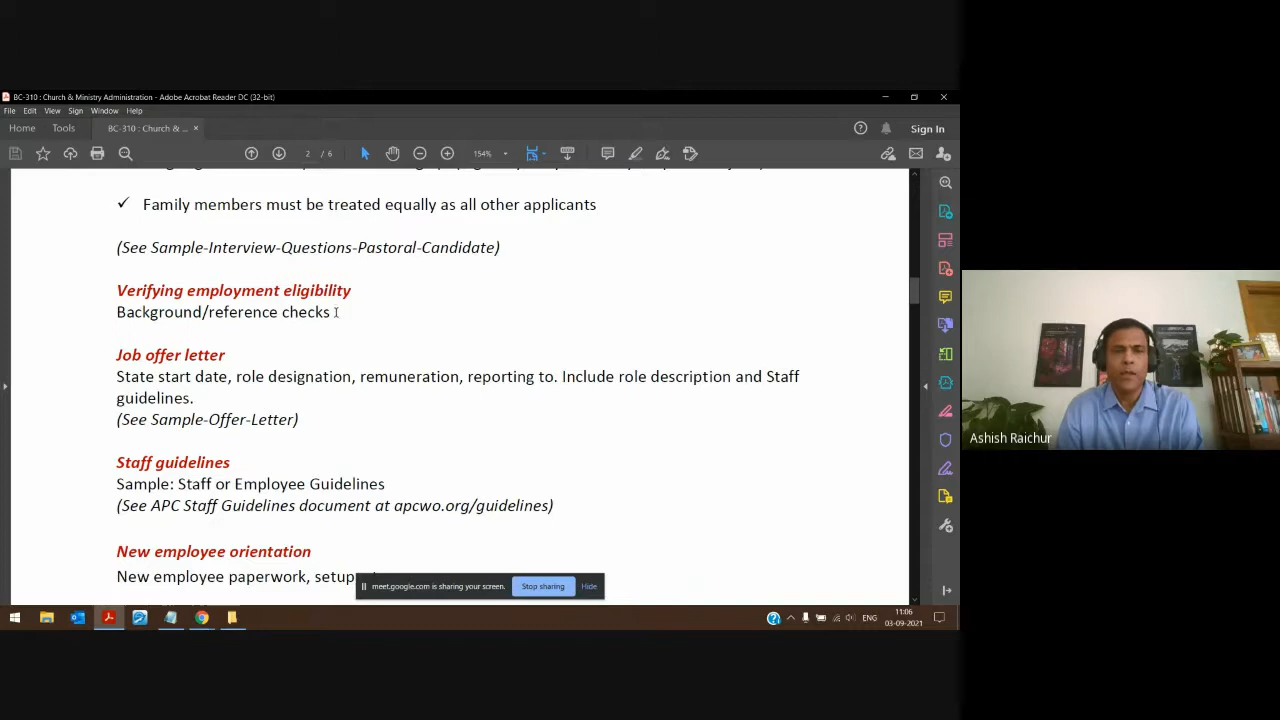 BC-310 : Church & Ministry Administration - Adobe Acrobat Reader DC (32-bit)
File Edit View Sign Window Help
Home Tools BC-310 : Church & ... × Sign In
2 / 6 154%
✓ Family members must be treated equally as all other applicants
(See Sample-Interview-Questions-Pastoral-Candidate)
Verifying employment eligibility
Background/reference checks
Job offer letter
State start date, role designation, remuneration, reporting to. Include role description and Staff
guidelines.
(See Sample-Offer-Letter)
Staff guidelines
Sample: Staff or Employee Guidelines
(See APC Staff Guidelines document at apcwo.org/guidelines)
New employee orientation
New employee paperwork, setup
meet.google.com is sharing your screen. Stop sharing Hide
ENG
11:06
03-09-2021
Ashish Raichur